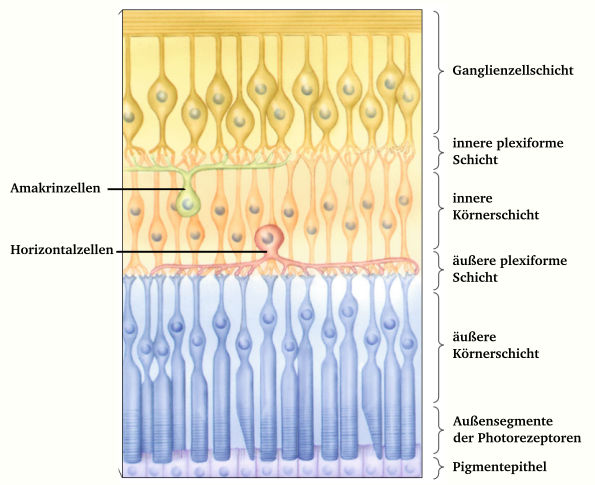 Ganglienzellschicht
innere plexiforme
Schicht
Amakrinzellen
innere
Körnerschicht
Horizontalzellen
äußere plexiforme
Schicht
äußere
Körnerschicht
Außensegmente
der Photorezeptoren
Pigmentepithel